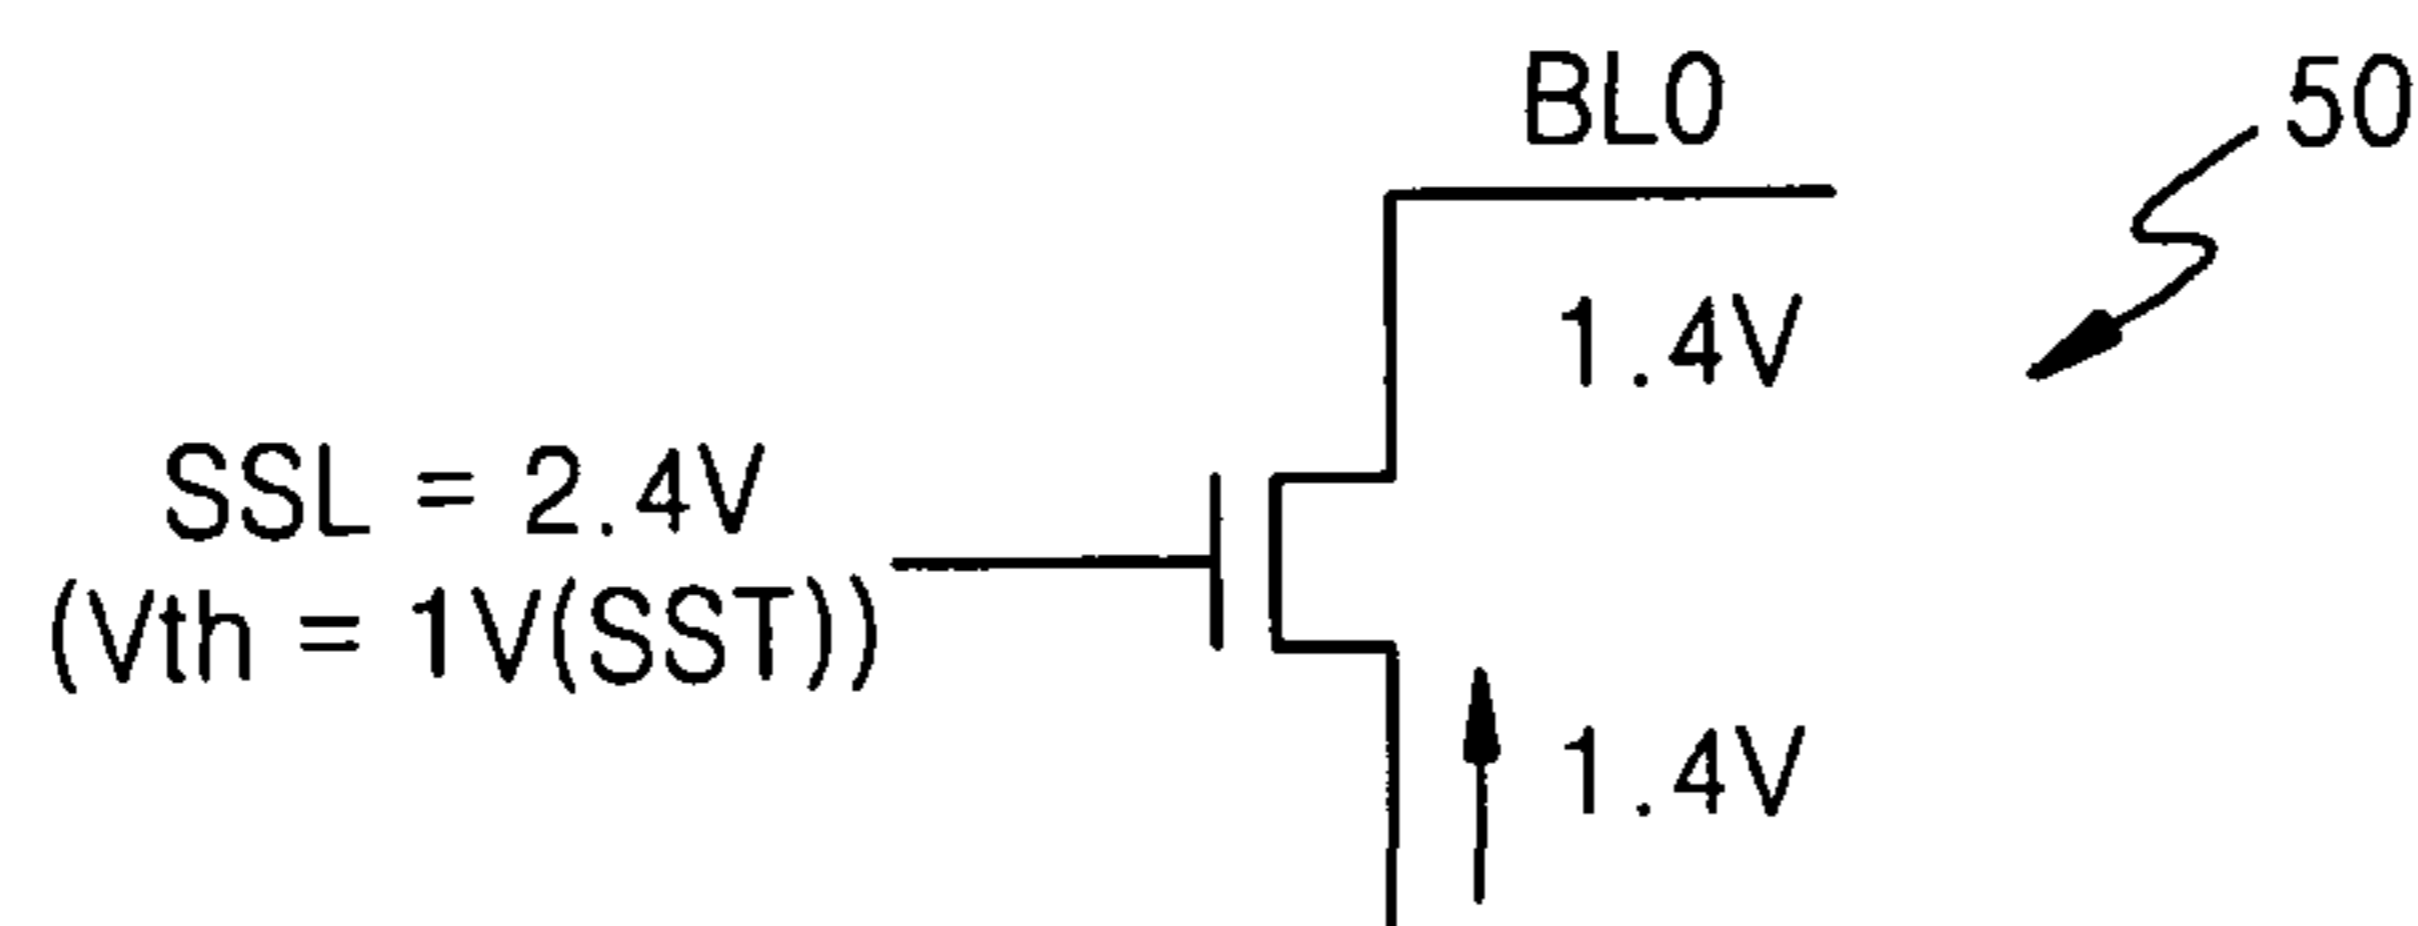 BL0
50
1.4V
SSL = 2.4V
(Vth = 1V(SST))
1.4V